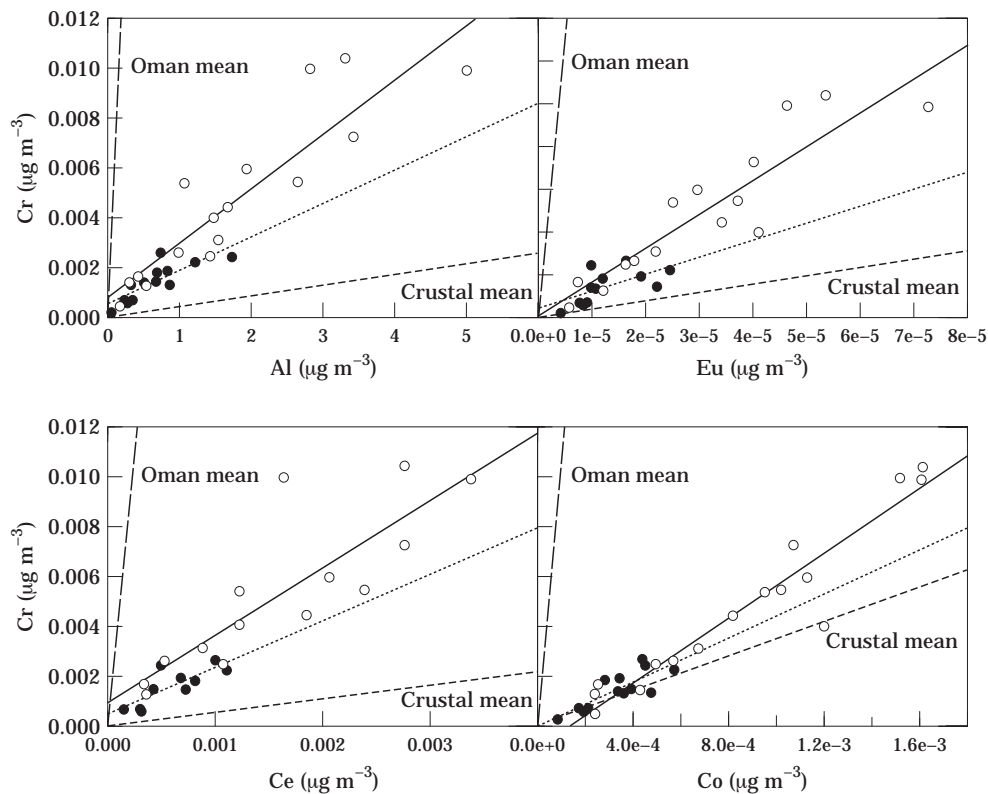 0.012
0.010
0.008
0.006
0.004
0.002
0.000
Cr (μg m⁻³)
Oman mean
Crustal mean
0 1 2 3 4 5
Al (μg m⁻³)
Oman mean
Crustal mean
0.0e+0 1e-5 2e-5 3e-5 4e-5 5e-5 6e-5 7e-5 8e-5
Eu (μg m⁻³)
0.012
0.010
0.008
0.006
0.004
0.002
0
Cr (μg m⁻³)
Oman mean
Crustal mean
0.000 0.001 0.002 0.003
Ce (μg m⁻³)
Oman mean
Crustal mean
0.0e+0 4.0e–4 8.0e–4 1.2e–3 1.6e–3
Co (μg m⁻³)